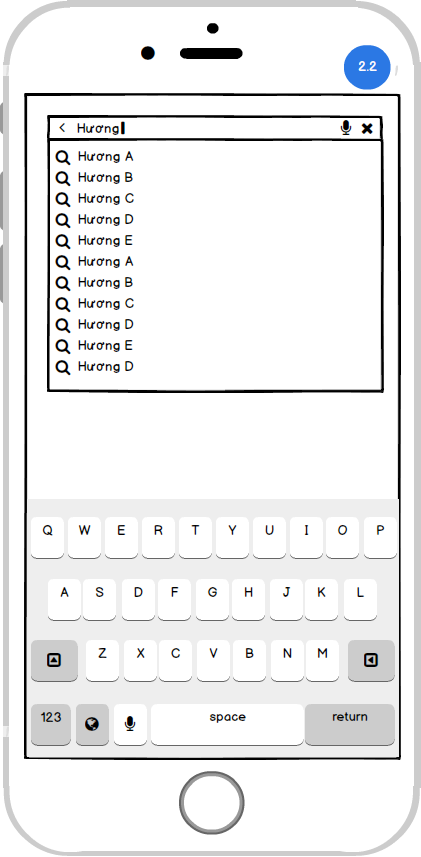 2.2
Hương
Hương A
Hương B
Hương C
Hương D
Hương E
Hương A
Hương B
Hương C
Hương D
Hương E
Hương D
Q W E R T Y U I O P
A S D F G H J K L
Z X C V B N M
123 space return